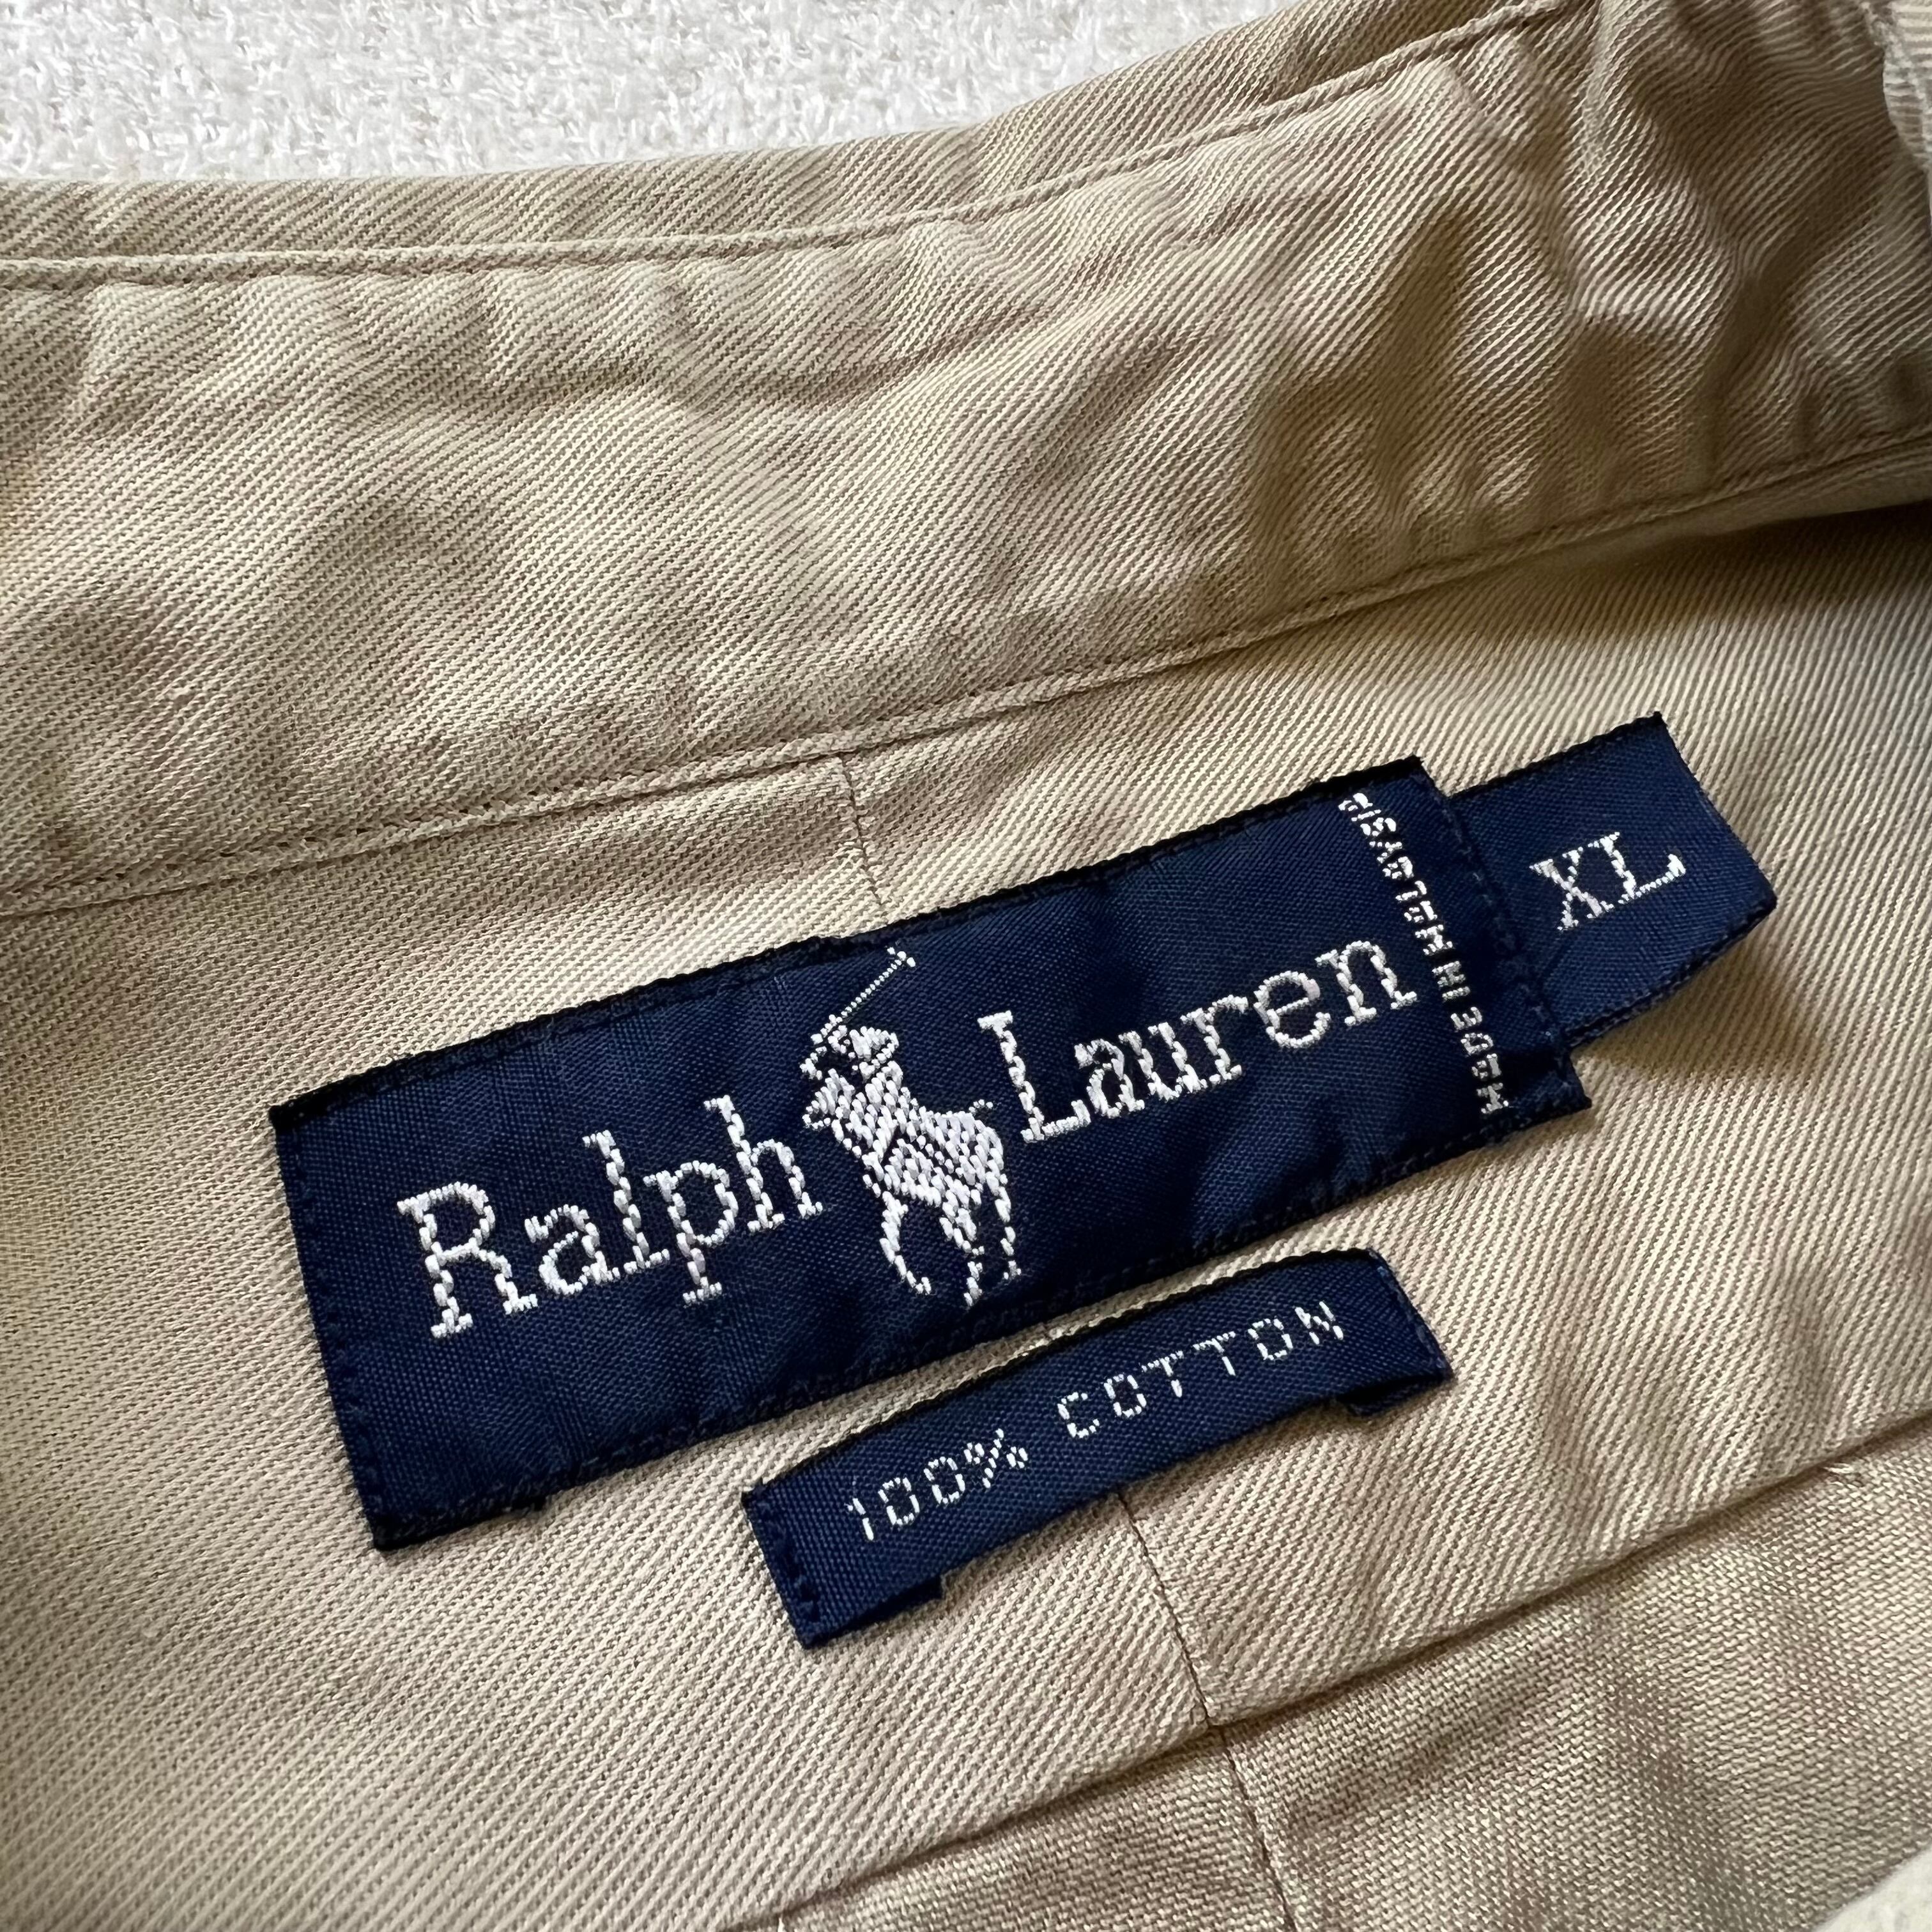 Ralph Lauren
MADE IN MALAYSIA
XL
100% COTTON